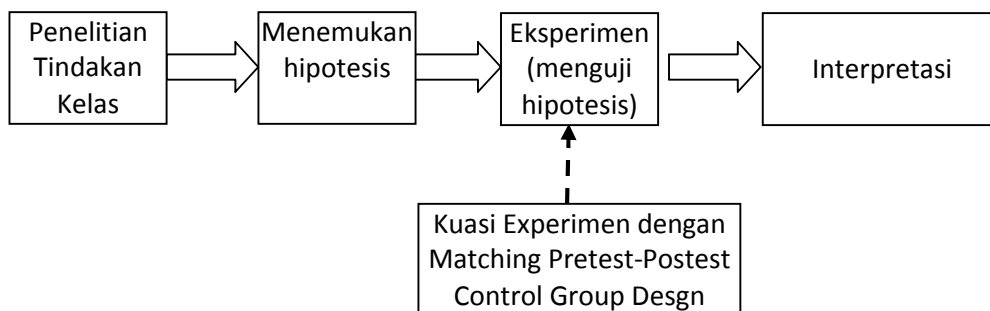 Penelitian
Tindakan
Kelas
Menemukan
hipotesis
Eksperimen
(menguji
hipotesis)
Interpretasi
Kuasi Experimen dengan
Matching Pretest-Postest
Control Group Desgn